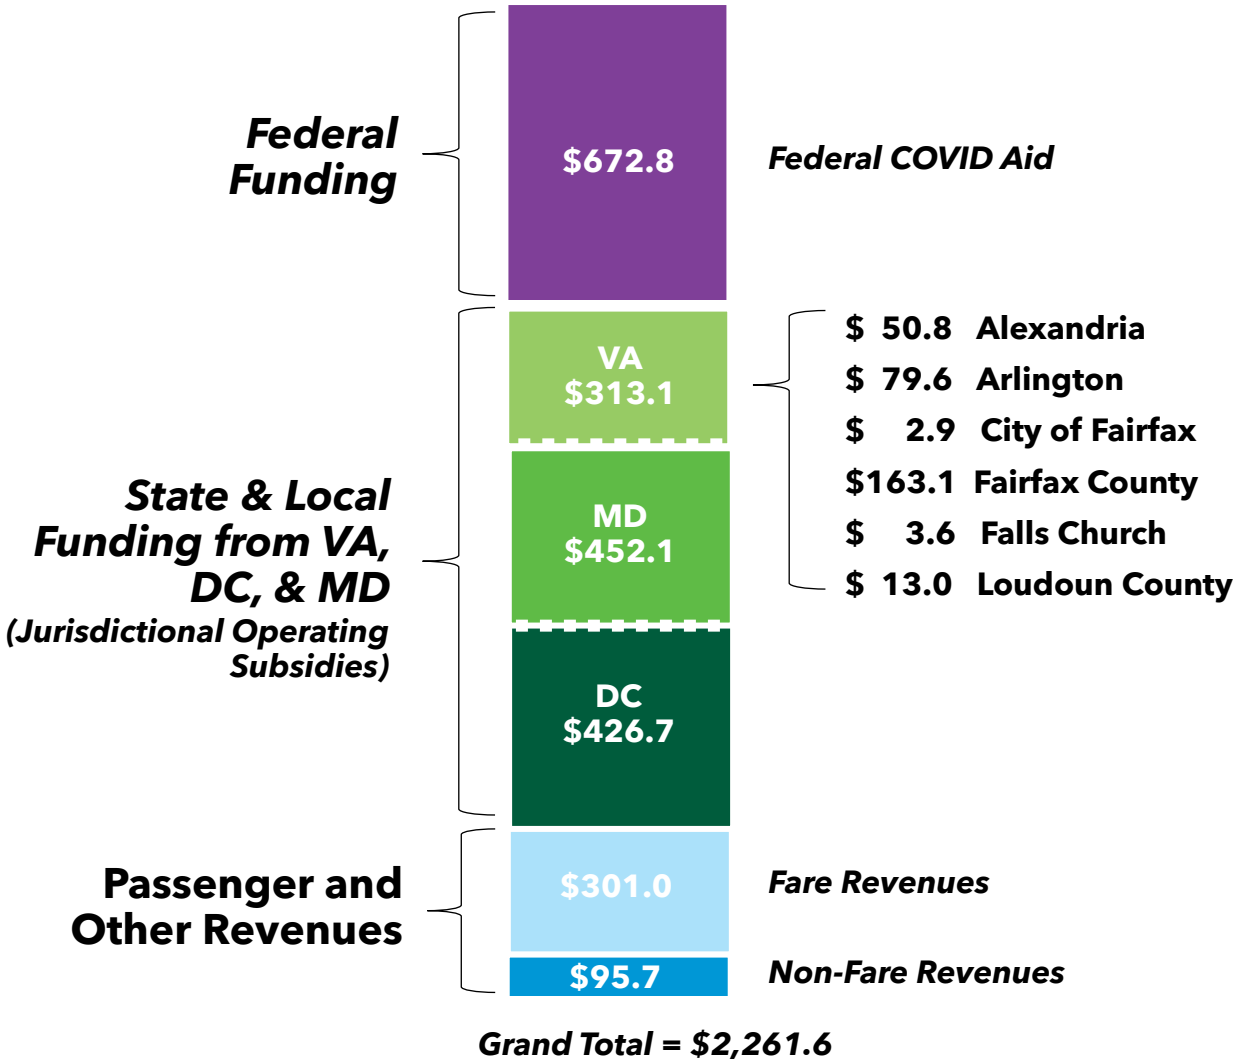 Federal
Funding
$672.8
Federal COVID Aid
State & Local
Funding from VA,
DC, & MD
(Jurisdictional Operating
Subsidies)
VA
$313.1
$ 50.8 Alexandria
$ 79.6 Arlington
$ 2.9 City of Fairfax
$163.1 Fairfax County
$ 3.6 Falls Church
$ 13.0 Loudoun County
MD
$452.1
DC
$426.7
Passenger and
Other Revenues
$301.0
Fare Revenues
$95.7
Non-Fare Revenues
Grand Total = $2,261.6